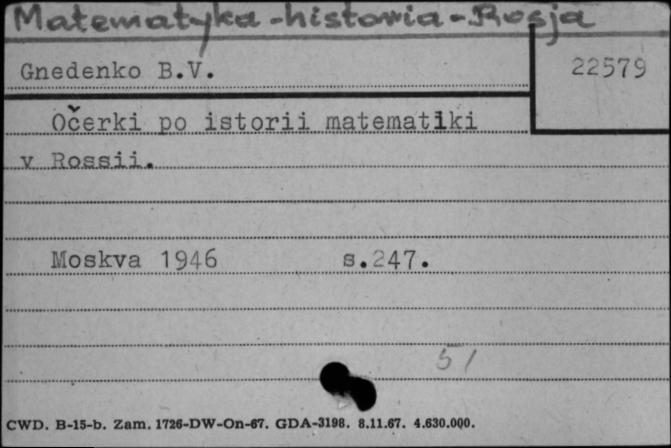 Matematyka-historia-Rosja
Gnedenko B.V.
22579
Očerki po istorii matematiki
v Rossii.
Moskva 1946 s.247.
51
CWD. B-15-b. Zam. 1726-DW-On-67. GDA-3198. 8.11.67. 4.630.000.